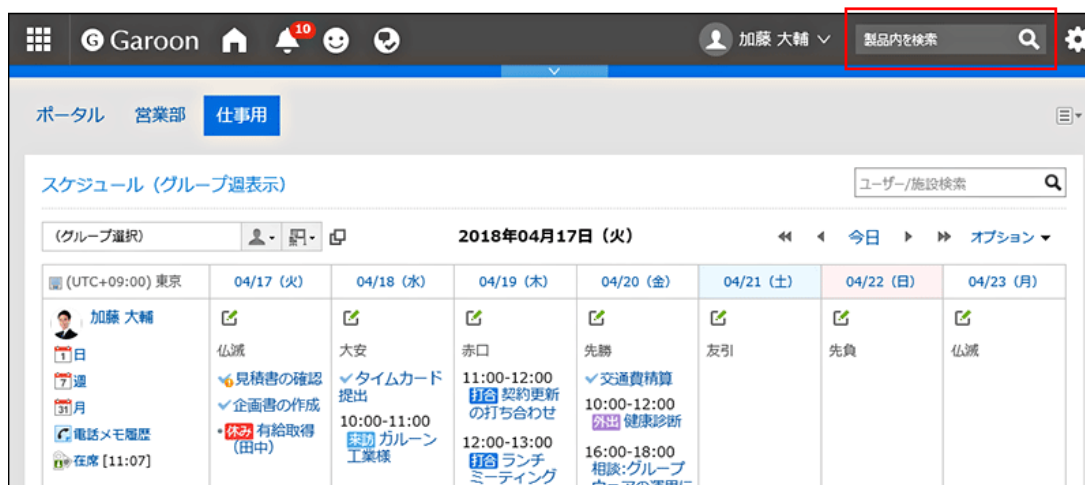 Garoon 10 加藤 大輔 製品内を検索
ポータル 営業部 仕事用
スケジュール（グループ週表示） ユーザー/施設検索
（グループ選択） 2018年04月17日（火） 今日 オプション
(UTC+09:00) 東京 04/17（火） 04/18（水） 04/19（木） 04/20（金） 04/21（土） 04/22（日） 04/23（月）
加藤 大輔
1 日
7 週
31 月
電話メモ履歴
在席 [11:07]
仏滅
見積書の確認
企画書の作成
休み 有給取得
（田中）
大安
タイムカード
提出
10:00-11:00
来訪 ガルーン
工業様
赤口
11:00-12:00
打合 契約更新
の打ち合わせ
12:00-13:00
打合 ランチ
ミーティング
先勝
交通費精算
10:00-12:00
外出 健康診断
16:00-18:00
相談:グループ
ウェアの運用に
友引
先負
仏滅